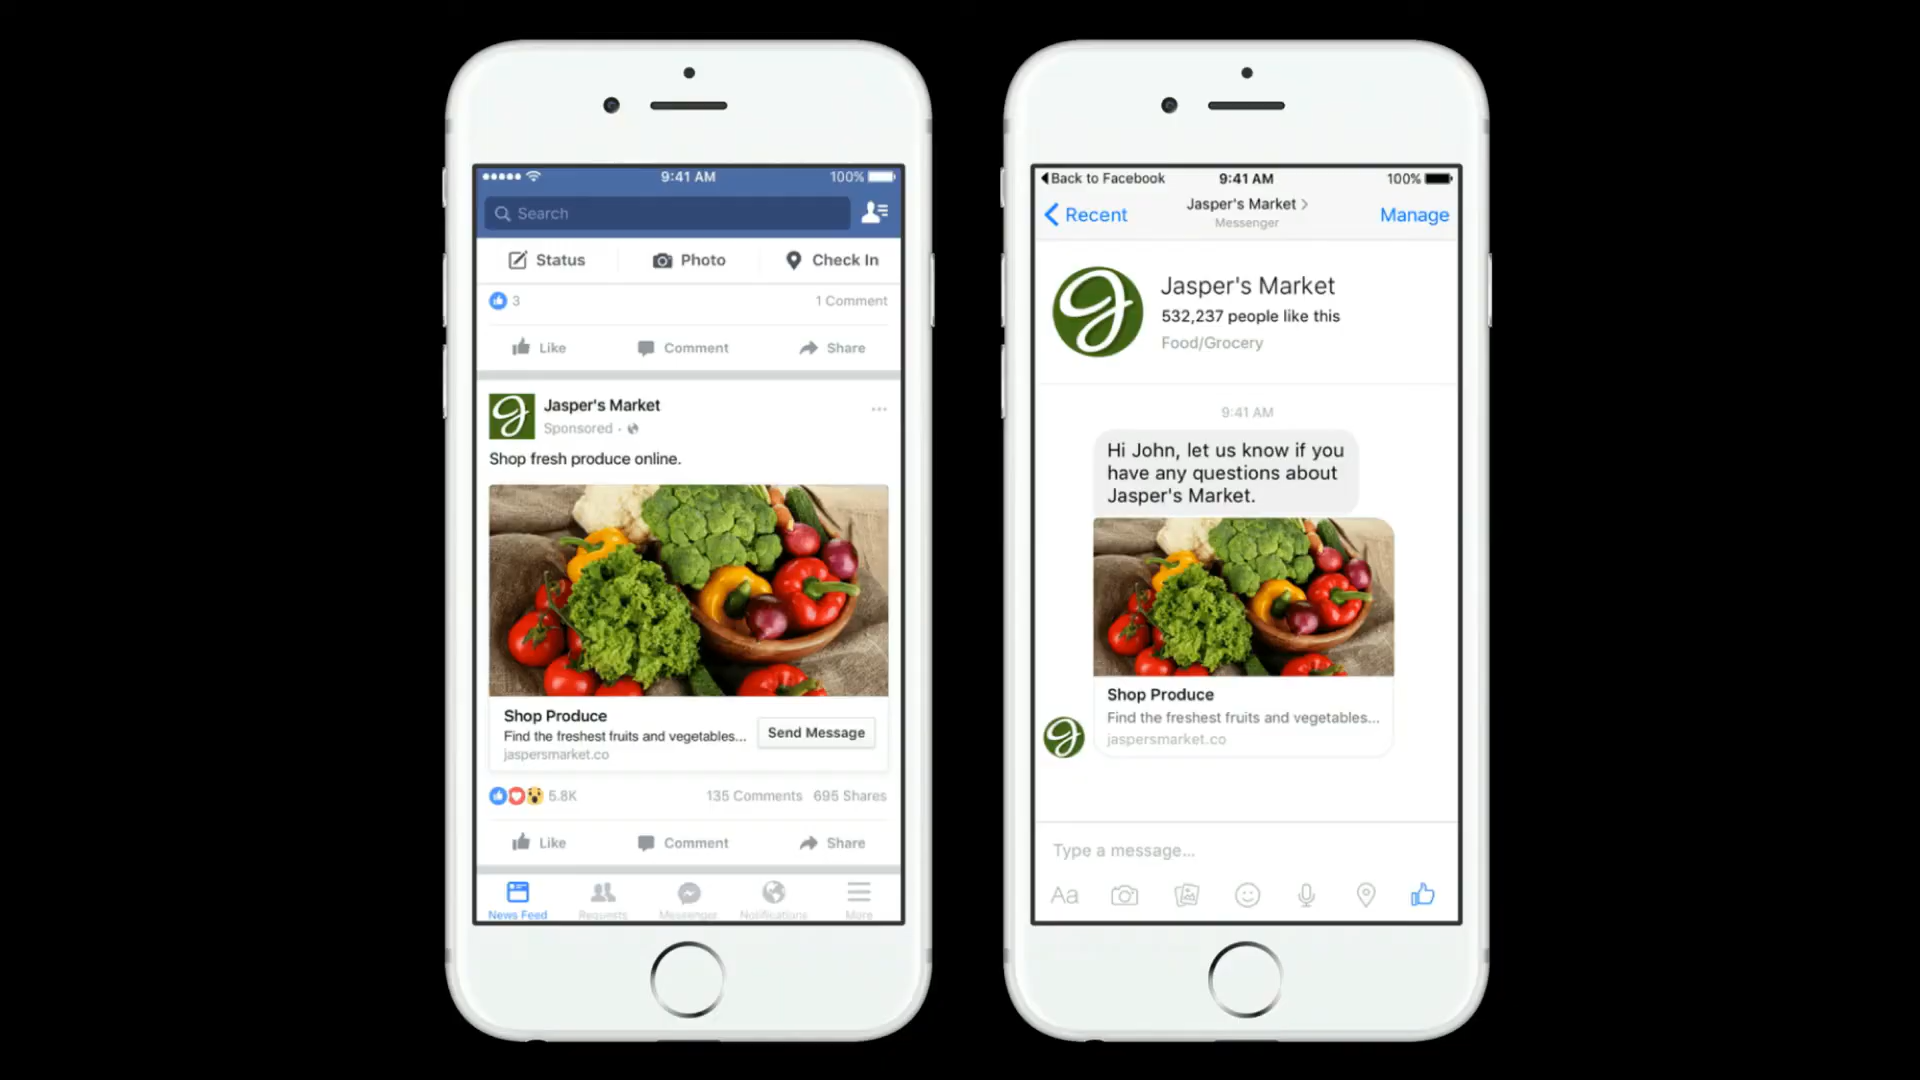 9:41 AM
100%
Search
Status
Photo
Check In
3
1 Comment
Like
Comment
Share
Jasper's Market
Sponsored ·
Shop fresh produce online.
Shop Produce
Find the freshest fruits and vegetables...
jaspersmarket.co
Send Message
5.8K
135 Comments
695 Shares
Like
Comment
Share
News Feed
Requests
Messenger
Notifications
More
Back to Facebook
9:41 AM
100%
Recent
Jasper's Market
Messenger
Manage
Jasper's Market
532,237 people like this
Food/Grocery
9:41 AM
Hi John, let us know if you
have any questions about
Jasper's Market.
Shop Produce
Find the freshest fruits and vegetables...
jaspersmarket.co
Type a message...
Aa